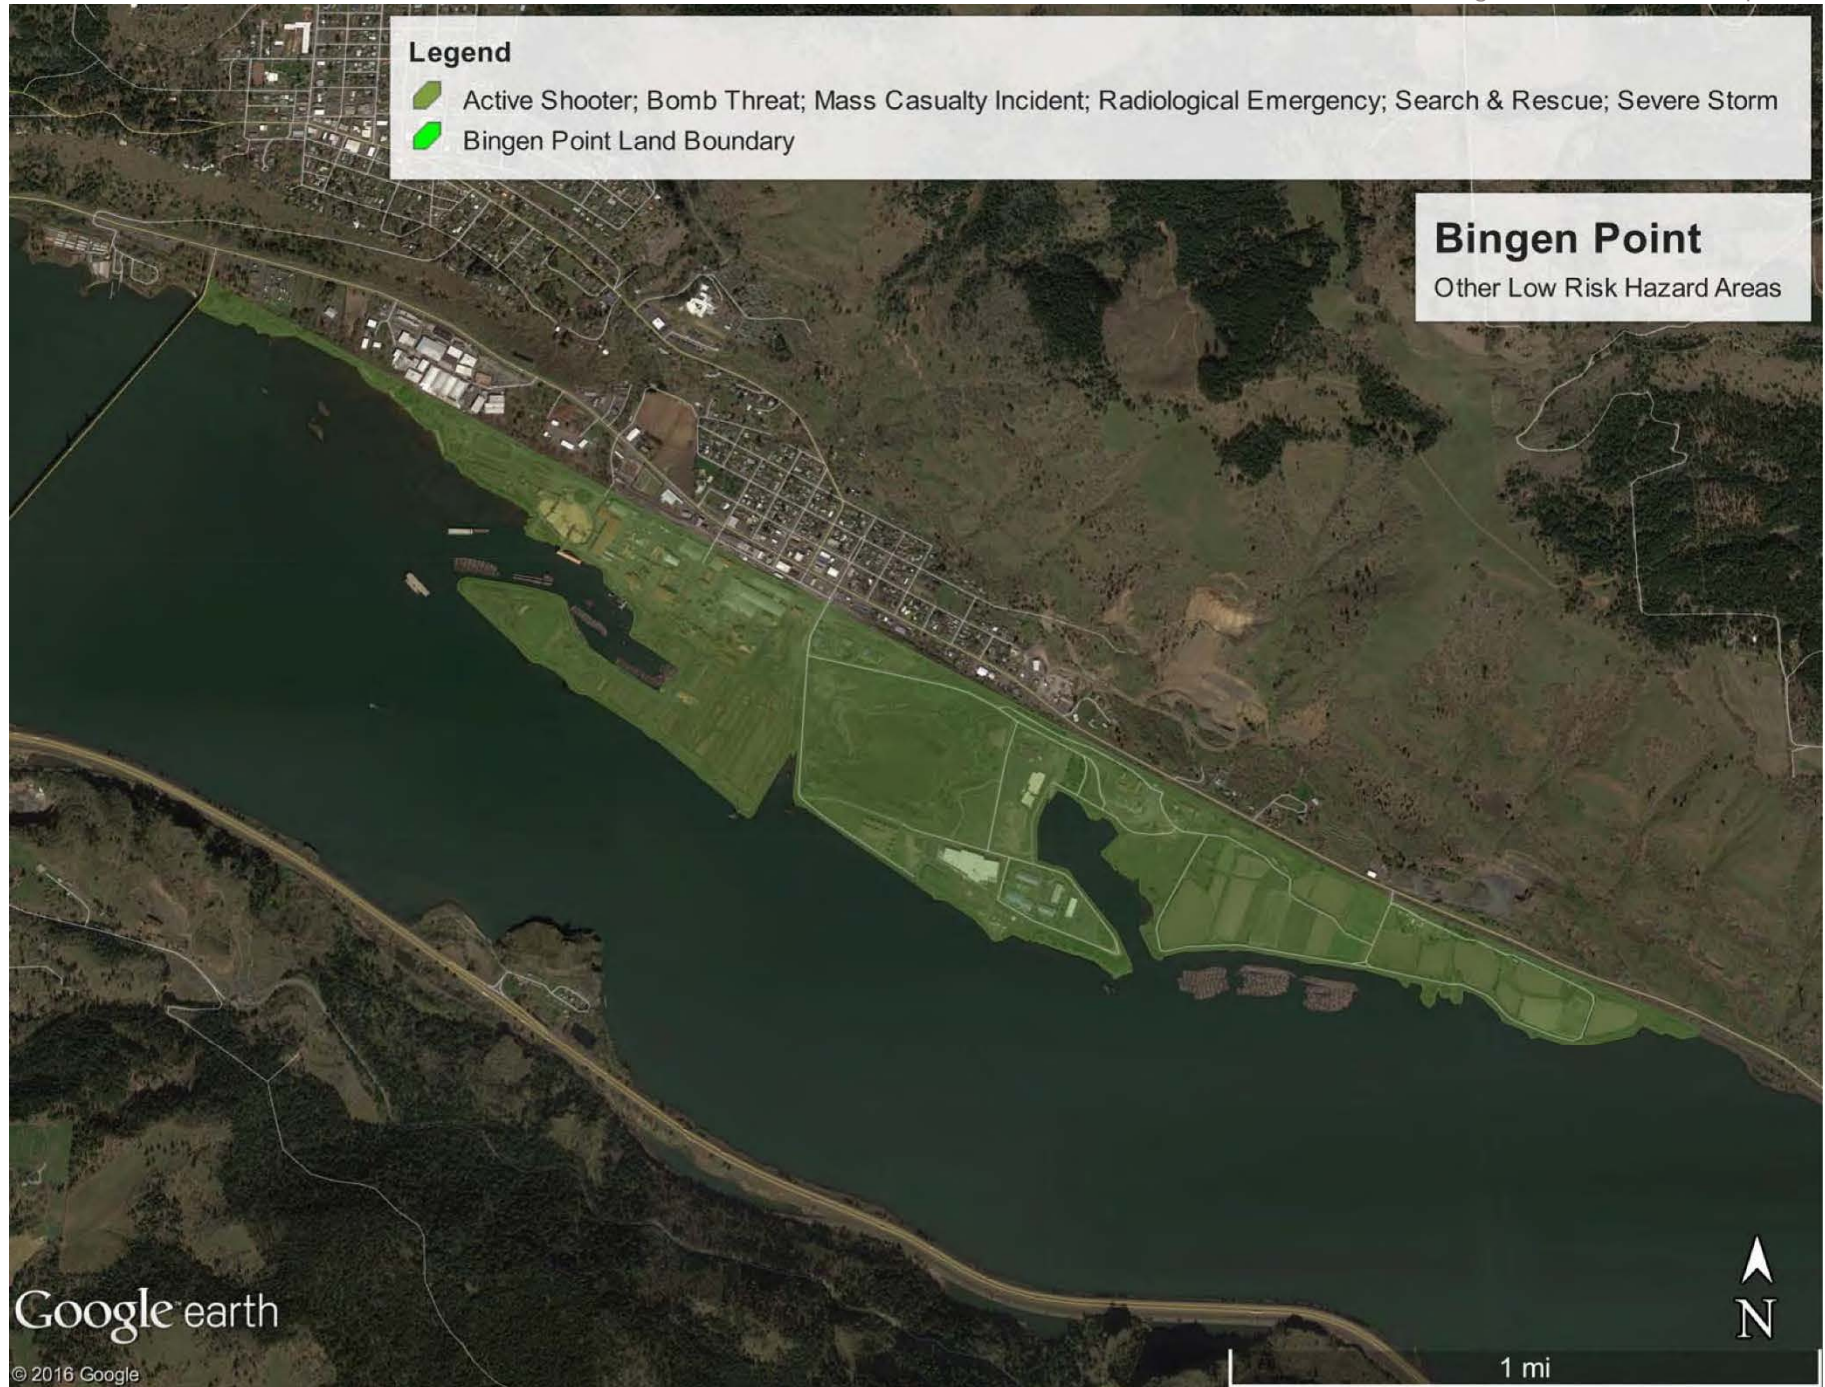 Legend
Active Shooter; Bomb Threat; Mass Casualty Incident; Radiological Emergency; Search & Rescue; Severe Storm
Bingen Point Land Boundary
Bingen Point
Other Low Risk Hazard Areas
N
Google earth
© 2016 Google
1 mi